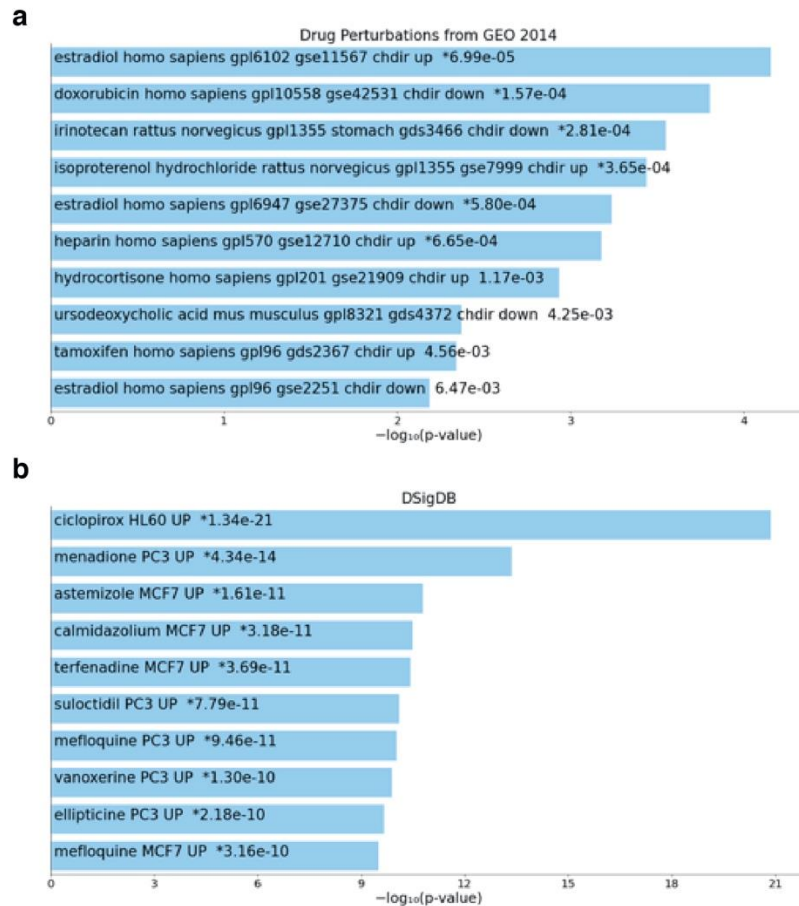 a
Drug Perturbations from GEO 2014
estradiol homo sapiens gpl6102 gse11567 chdir up *6.99e-05
doxorubicin homo sapiens gpl10558 gse42531 chdir down *1.57e-04
irinotecan rattus norvegicus gpl1355 stomach gds3466 chdir down *2.81e-04
isoproterenol hydrochloride rattus norvegicus gpl1355 gse7999 chdir up *3.65e-04
estradiol homo sapiens gpl6947 gse27375 chdir down *5.80e-04
heparin homo sapiens gpl570 gse12710 chdir up *6.65e-04
hydrocortisone homo sapiens gpl201 gse21909 chdir up 1.17e-03
ursodeoxycholic acid mus musculus gpl8321 gds4372 chdir down 4.25e-03
tamoxifen homo sapiens gpl96 gds2367 chdir up 4.56e-03
estradiol homo sapiens gpl96 gse2251 chdir down 6.47e-03
0 1 2 3 4
−log₁₀(p-value)
b
DSigDB
ciclopirox HL60 UP *1.34e-21
menadione PC3 UP *4.34e-14
astemizole MCF7 UP *1.61e-11
calmidazolium MCF7 UP *3.18e-11
terfenadine MCF7 UP *3.69e-11
suloctidil PC3 UP *7.79e-11
mefloquine PC3 UP *9.46e-11
vanoxerine PC3 UP *1.30e-10
ellipticine PC3 UP *2.18e-10
mefloquine MCF7 UP *3.16e-10
0 3 6 9 12 15 18 21
−log₁₀(p-value)